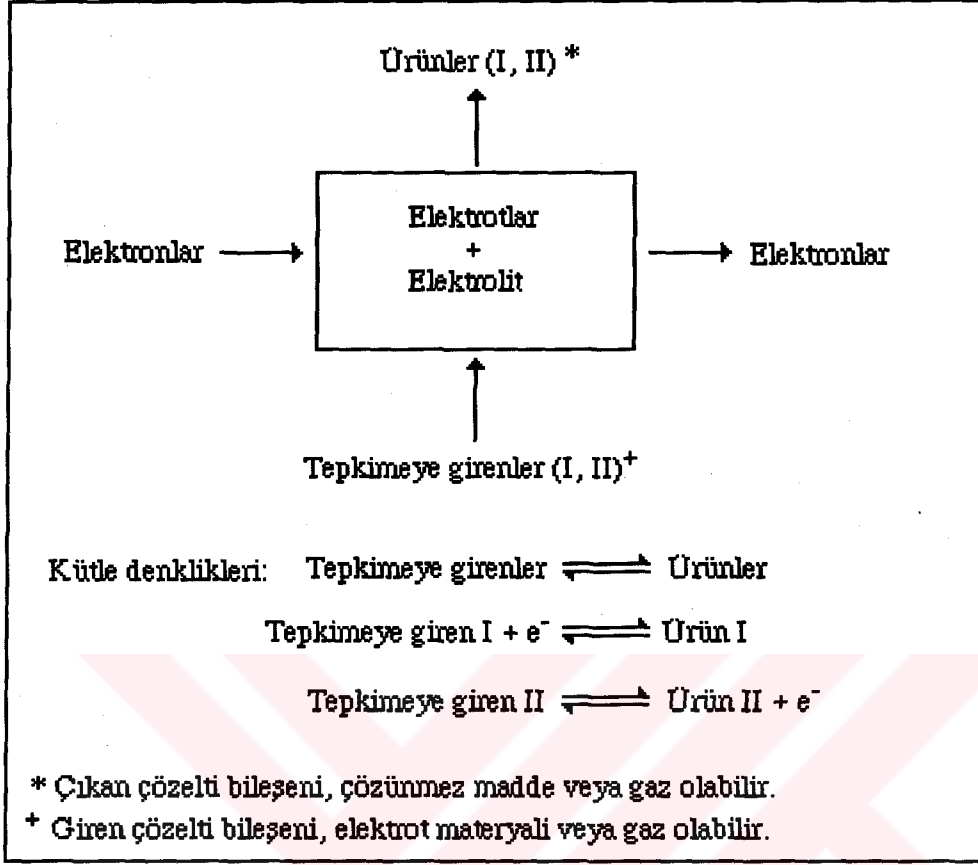 Ürünler (I, II) *
Elektrotlar
+
Elektrolit
Elektronlar
Elektronlar
Tepkimeye girenler (I, II)+
Kütle denklikleri: Tepkimeye girenler ⇌ Ürünler
Tepkimeye giren I + e⁻ ⇌ Ürün I
Tepkimeye giren II ⇌ Ürün II + e⁻
* Çıkan çözelti bileşeni, çözünmez madde veya gaz olabilir.
+ Giren çözelti bileşeni, elektrot materyali veya gaz olabilir.